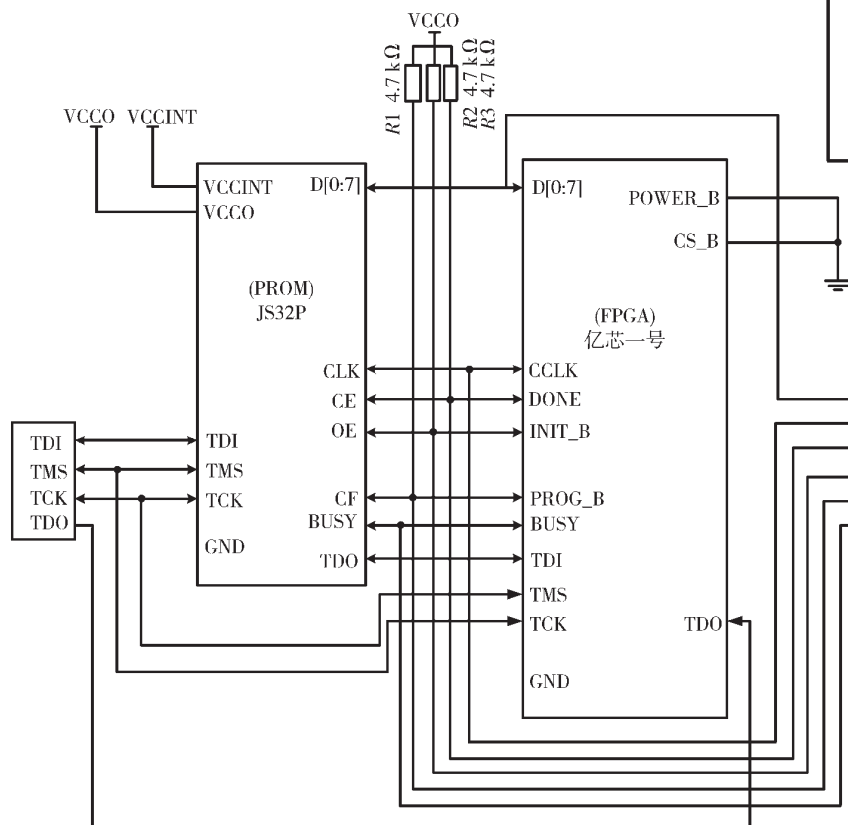 VCCO
R1 4.7 kΩ
R2 4.7 kΩ
R3 4.7 kΩ
VCCO VCCINT
VCCINT
VCCO
D[0:7]
(PROM)
JS32P
CLK
CE
OE
CF
BUSY
TDO
TDI
TMS
TCK
GND
TDI
TMS
TCK
TDO
D[0:7]
POWER_B
CS_B
(FPGA)
亿芯一号
CCLK
DONE
INIT_B
PROG_B
BUSY
TDI
TMS
TCK
TDO
GND